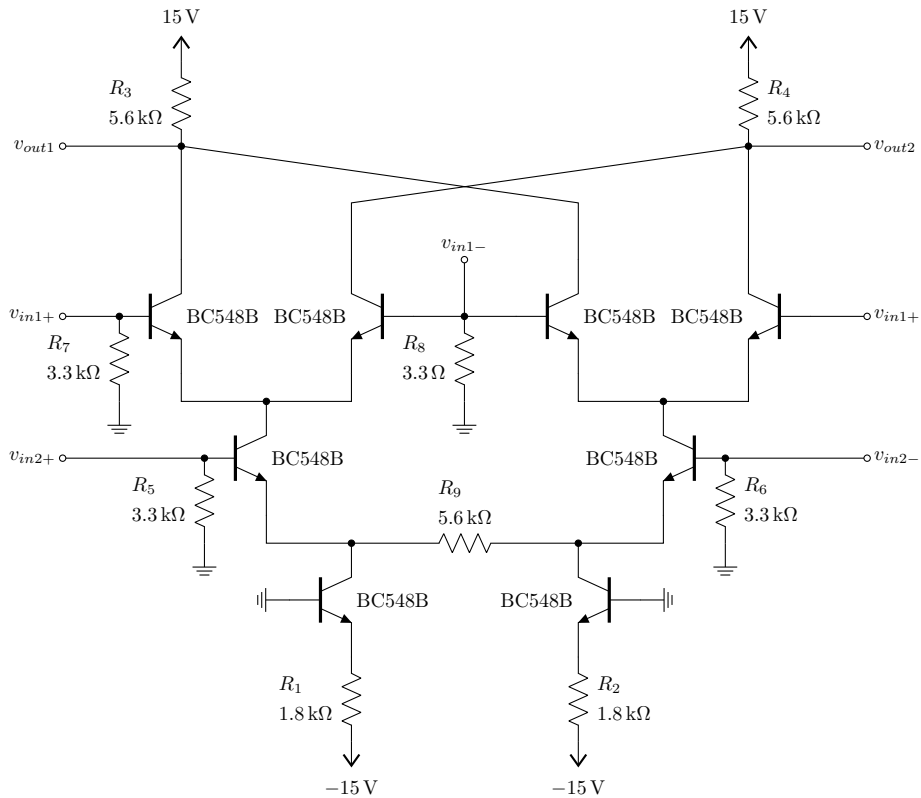 15 V
15 V
R3
5.6 kΩ
R4
5.6 kΩ
vout1
vout2
vin1−
vin1+
BC548B
BC548B
BC548B
BC548B
vin1+
R7
3.3 kΩ
R8
3.3 Ω
vin2+
BC548B
BC548B
vin2−
R5
3.3 kΩ
R9
5.6 kΩ
R6
3.3 kΩ
BC548B
BC548B
R1
1.8 kΩ
R2
1.8 kΩ
−15 V
−15 V